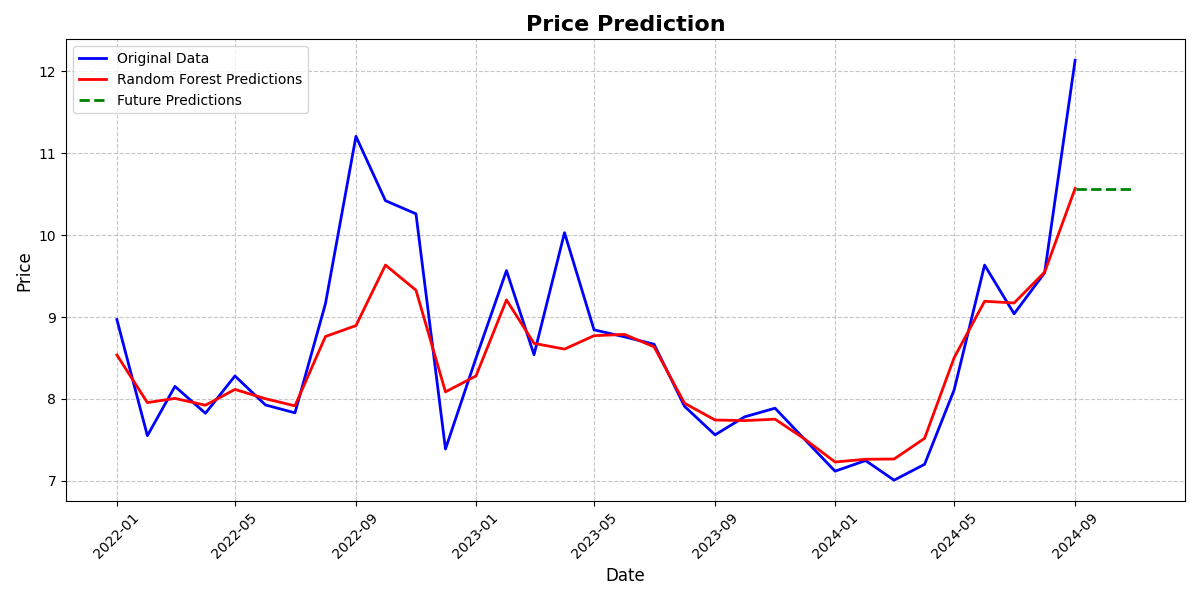 Price Prediction
Original Data
Random Forest Predictions
Future Predictions
Price
12
11
10
9
8
7
2022-01
2022-05
2022-09
2023-01
2023-05
2023-09
2024-01
2024-05
2024-09
Date